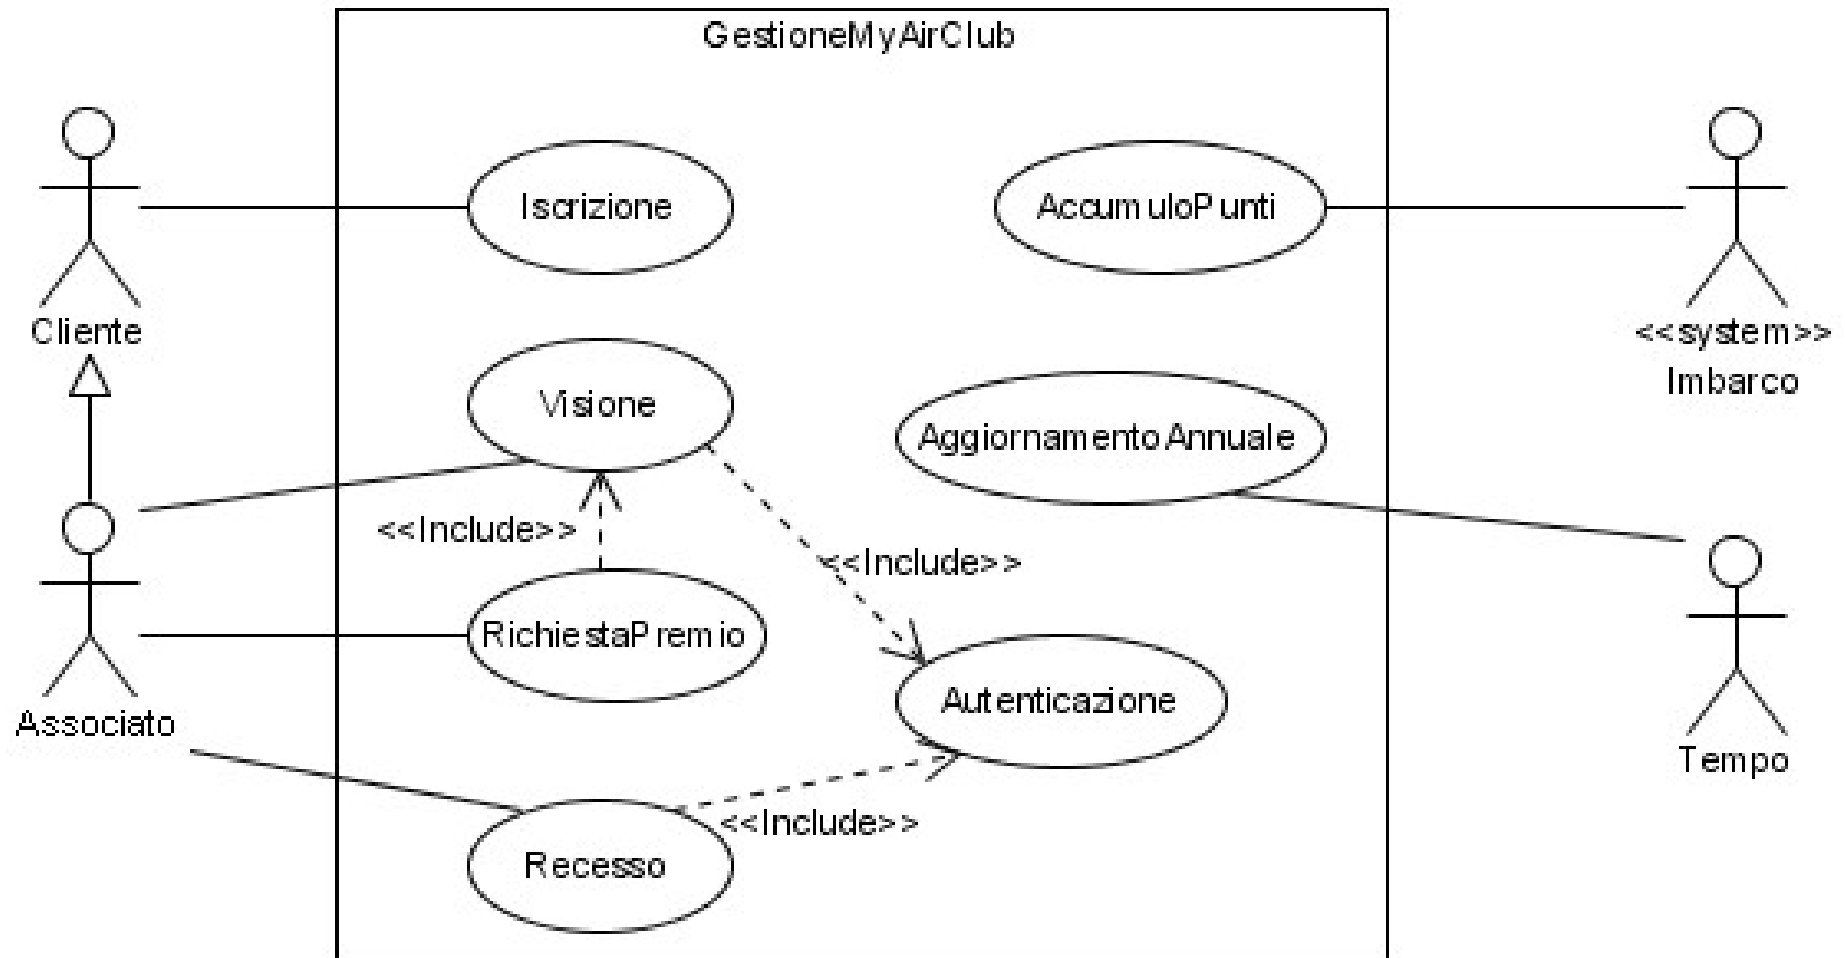 GestioneMyAirClub
Iscrizione
AccumuloPunti
Cliente
<<system>>
Imbarco
Visione
AggiornamentoAnnuale
<<Include>>
<<Include>>
RichiestaPremio
Autenticazione
Associato
Tempo
<<Include>>
Recesso